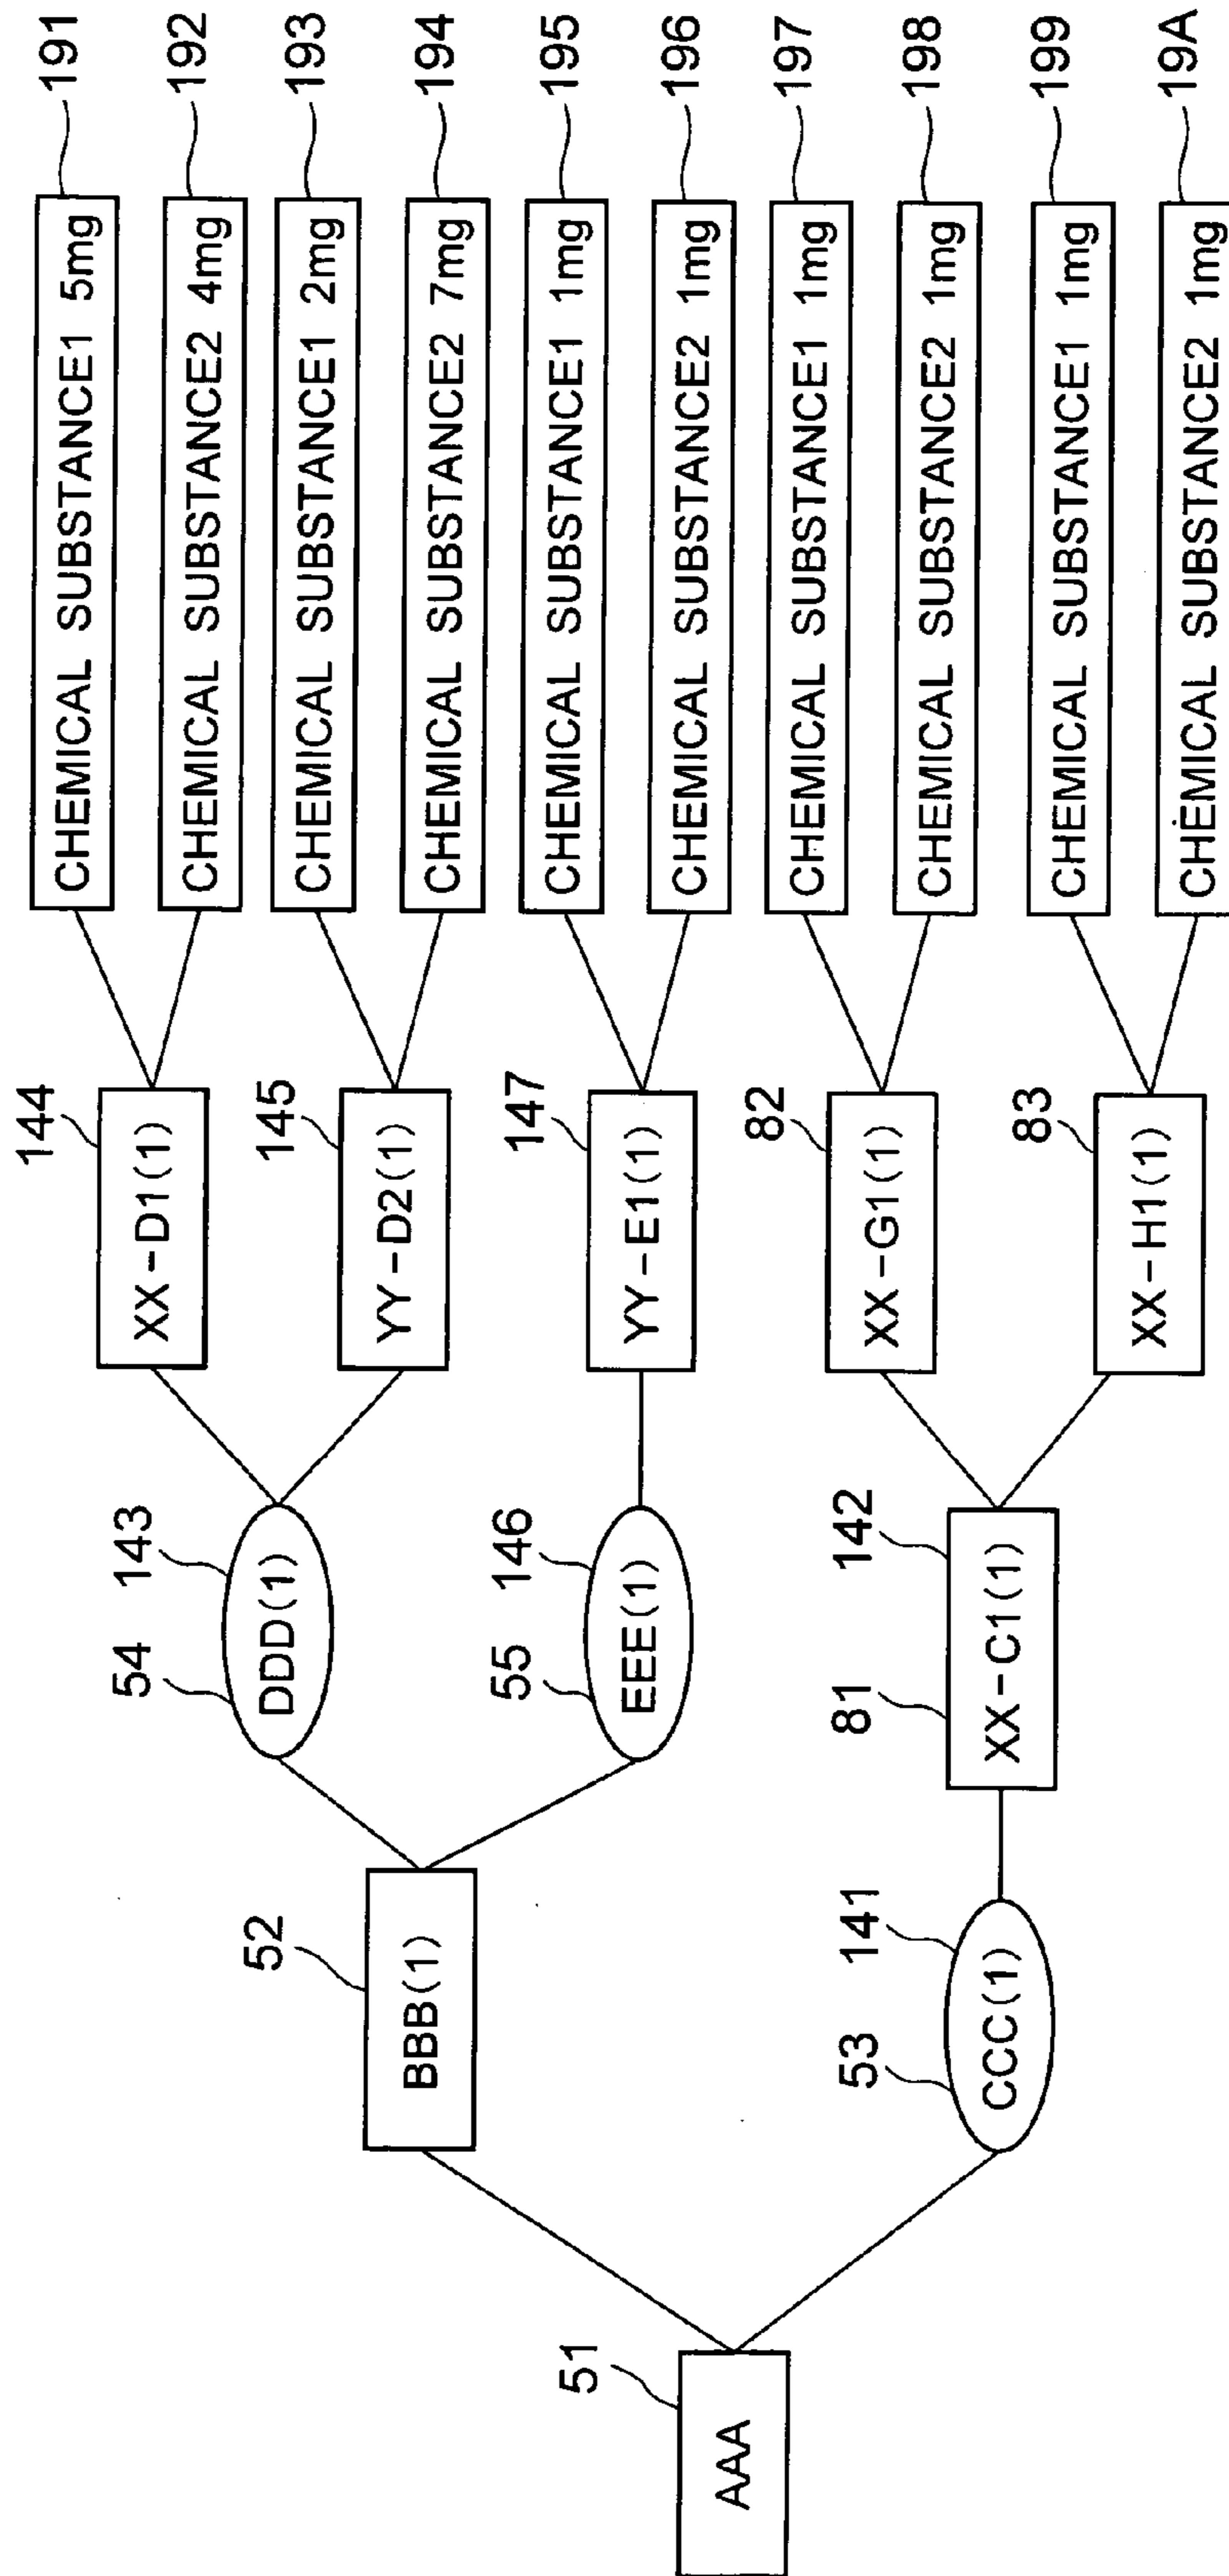 51
AAA
52
BBB(1)
53
141
CCC(1)
54
143
DDD(1)
55
146
EEE(1)
81
142
XX-C1(1)
144
XX-D1(1)
145
YY-D2(1)
147
YY-E1(1)
82
XX-G1(1)
83
XX-H1(1)
CHEMICAL SUBSTANCE1 5mg
191
CHEMICAL SUBSTANCE2 4mg
192
CHEMICAL SUBSTANCE1 2mg
193
CHEMICAL SUBSTANCE2 7mg
194
CHEMICAL SUBSTANCE1 1mg
195
CHEMICAL SUBSTANCE2 1mg
196
CHEMICAL SUBSTANCE1 1mg
197
CHEMICAL SUBSTANCE2 1mg
198
CHEMICAL SUBSTANCE1 1mg
199
CHEMICAL SUBSTANCE2 1mg
19A